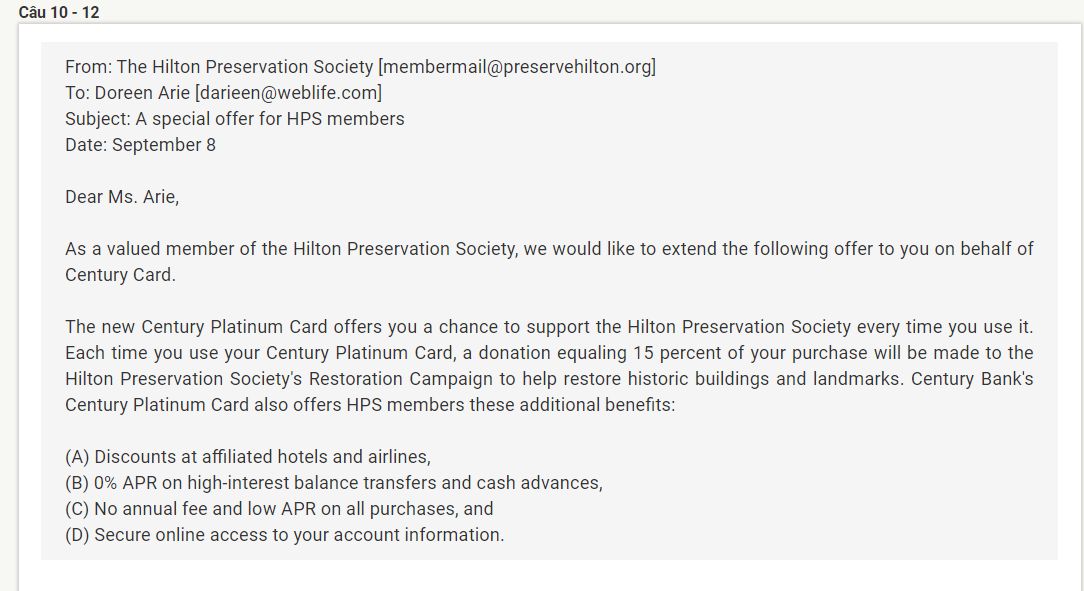 Câu 10 - 12
From: The Hilton Preservation Society [membermail@preservehilton.org]
To: Doreen Arie [darieen@weblife.com]
Subject: A special offer for HPS members
Date: September 8
Dear Ms. Arie,
As a valued member of the Hilton Preservation Society, we would like to extend the following offer to you on behalf of
Century Card.
The new Century Platinum Card offers you a chance to support the Hilton Preservation Society every time you use it.
Each time you use your Century Platinum Card, a donation equaling 15 percent of your purchase will be made to the
Hilton Preservation Society's Restoration Campaign to help restore historic buildings and landmarks. Century Bank's
Century Platinum Card also offers HPS members these additional benefits:
(A) Discounts at affiliated hotels and airlines,
(B) 0% APR on high-interest balance transfers and cash advances,
(C) No annual fee and low APR on all purchases, and
(D) Secure online access to your account information.